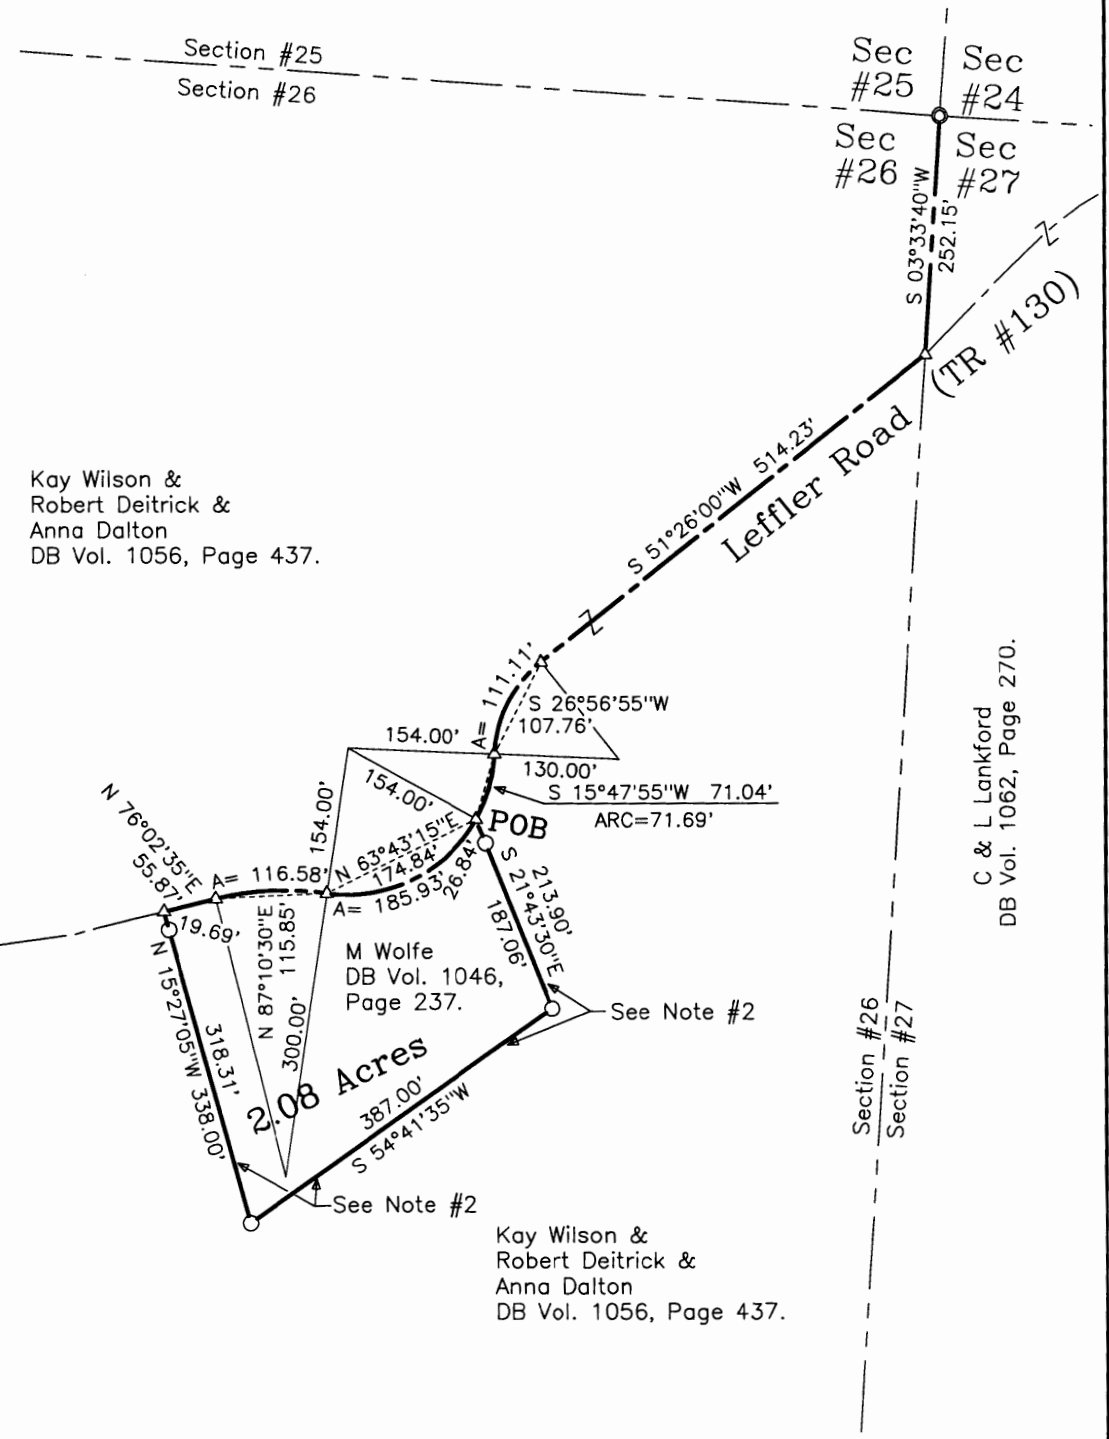 Section #25
Section #26
Sec
#25
Sec
#24
Sec
#26
Sec
#27
S 03°33'40"W
252.15'
Leffler Road (TR #130)
S 51°26'00"W 514.23'
Kay Wilson &
Robert Deitrick &
Anna Dalton
DB Vol. 1056, Page 437.
A= 111.11'
S 26°56'55"W
107.76'
154.00'
130.00'
154.00'
154.00'
S 15°47'55"W 71.04'
ARC=71.69'
POB
N 76°02'35"E
55.87'
A= 116.58'
N 63°43'15"E
174.84'
A= 185.93'
26.84'
213.90'
S 21°43'30"E
187.06'
19.69'
N 87°10'30"E
115.85'
300.00'
M Wolfe
DB Vol. 1046,
Page 237.
See Note #2
N 15°27'05"W 338.00'
318.31'
2.08 Acres
387.00'
S 54°41'35"W
See Note #2
C & L Lankford
DB Vol. 1062, Page 270.
Section #26
Section #27
Kay Wilson &
Robert Deitrick &
Anna Dalton
DB Vol. 1056, Page 437.